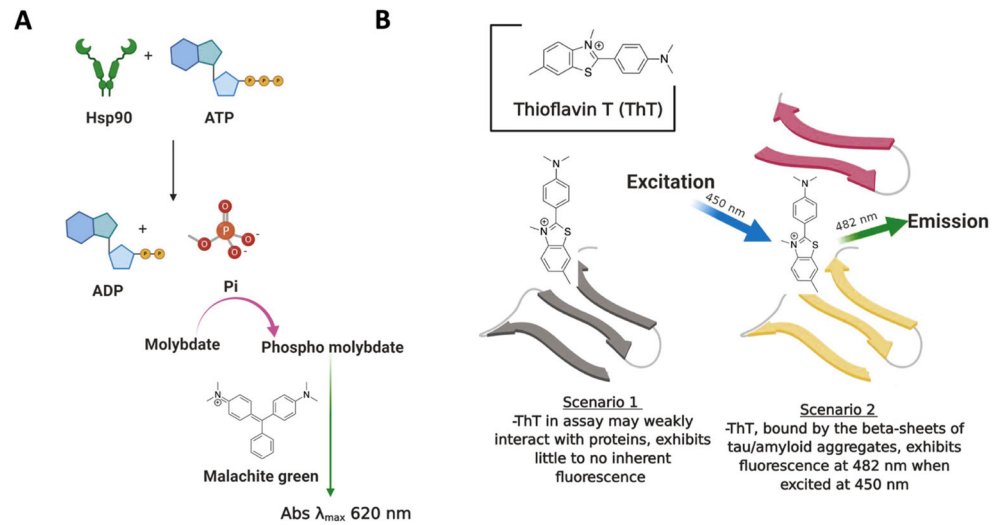 A
Hsp90
+
ATP
P P P
ADP
+
P P
O
P
O
O
-
O
-
Pi
Molybdate
Phospho molybdate
N
+
N
Malachite green
Abs λmax 620 nm
B
N
+
S
N
Thioflavin T (ThT)
N
N
+
S
Scenario 1
-ThT in assay may weakly
interact with proteins, exhibits
little to no inherent
fluorescence
Excitation
450 nm
N
N
+
S
482 nm
Emission
Scenario 2
-ThT, bound by the beta-sheets of
tau/amyloid aggregates, exhibits
fluorescence at 482 nm when
excited at 450 nm